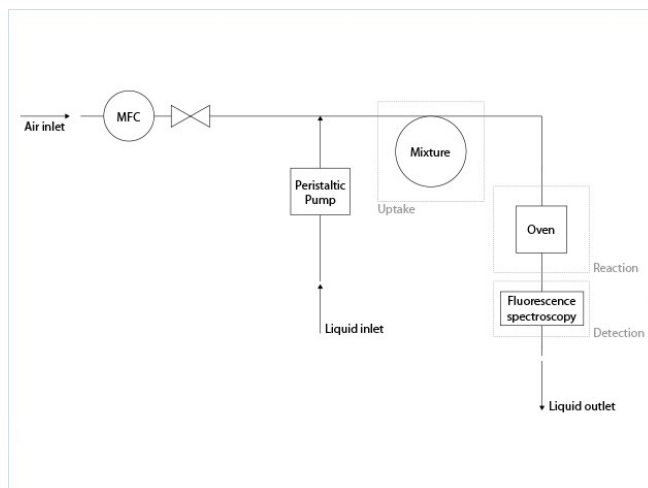 MFC
Air inlet
Mixture
Peristaltic
Pump
Uptake
Oven
Reaction
Fluorescence
spectroscopy
Liquid inlet
Detection
Liquid outlet